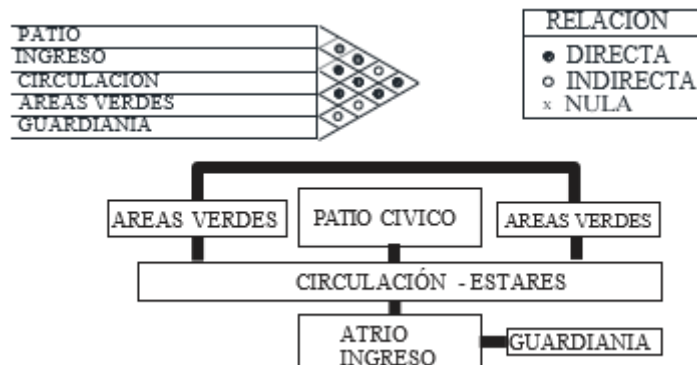 PATIO
INGRESO
CIRCULACIÓN
AREAS VERDES
GUARDIANIA
RELACION
DIRECTA
INDIRECTA
x NULA
AREAS VERDES
PATIO CIVICO
AREAS VERDES
CIRCULACIÓN - ESTARES
ATRIO
INGRESO
GUARDIANIA